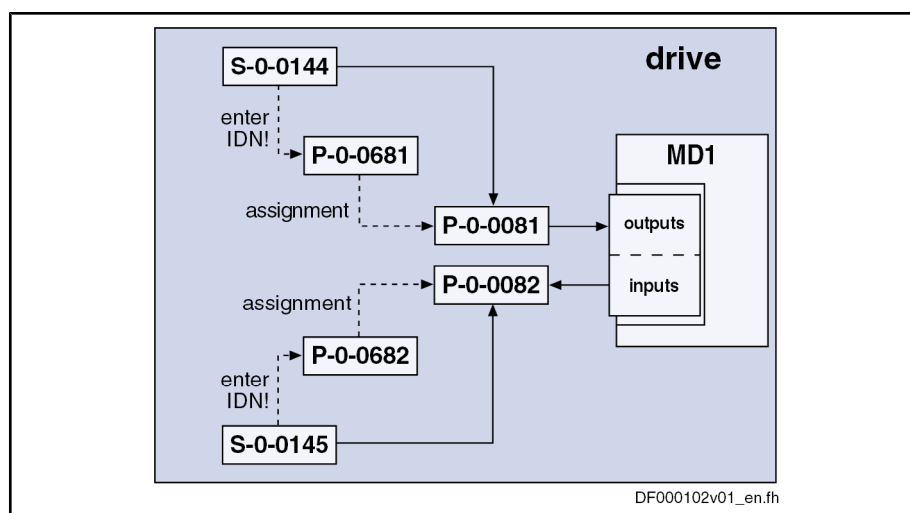 drive
S-0-0144
enter
IDN!
P-0-0681
MD1
assignment
P-0-0081
outputs
P-0-0082
inputs
assignment
P-0-0682
enter
IDN!
S-0-0145
DF000102v01_en.fh